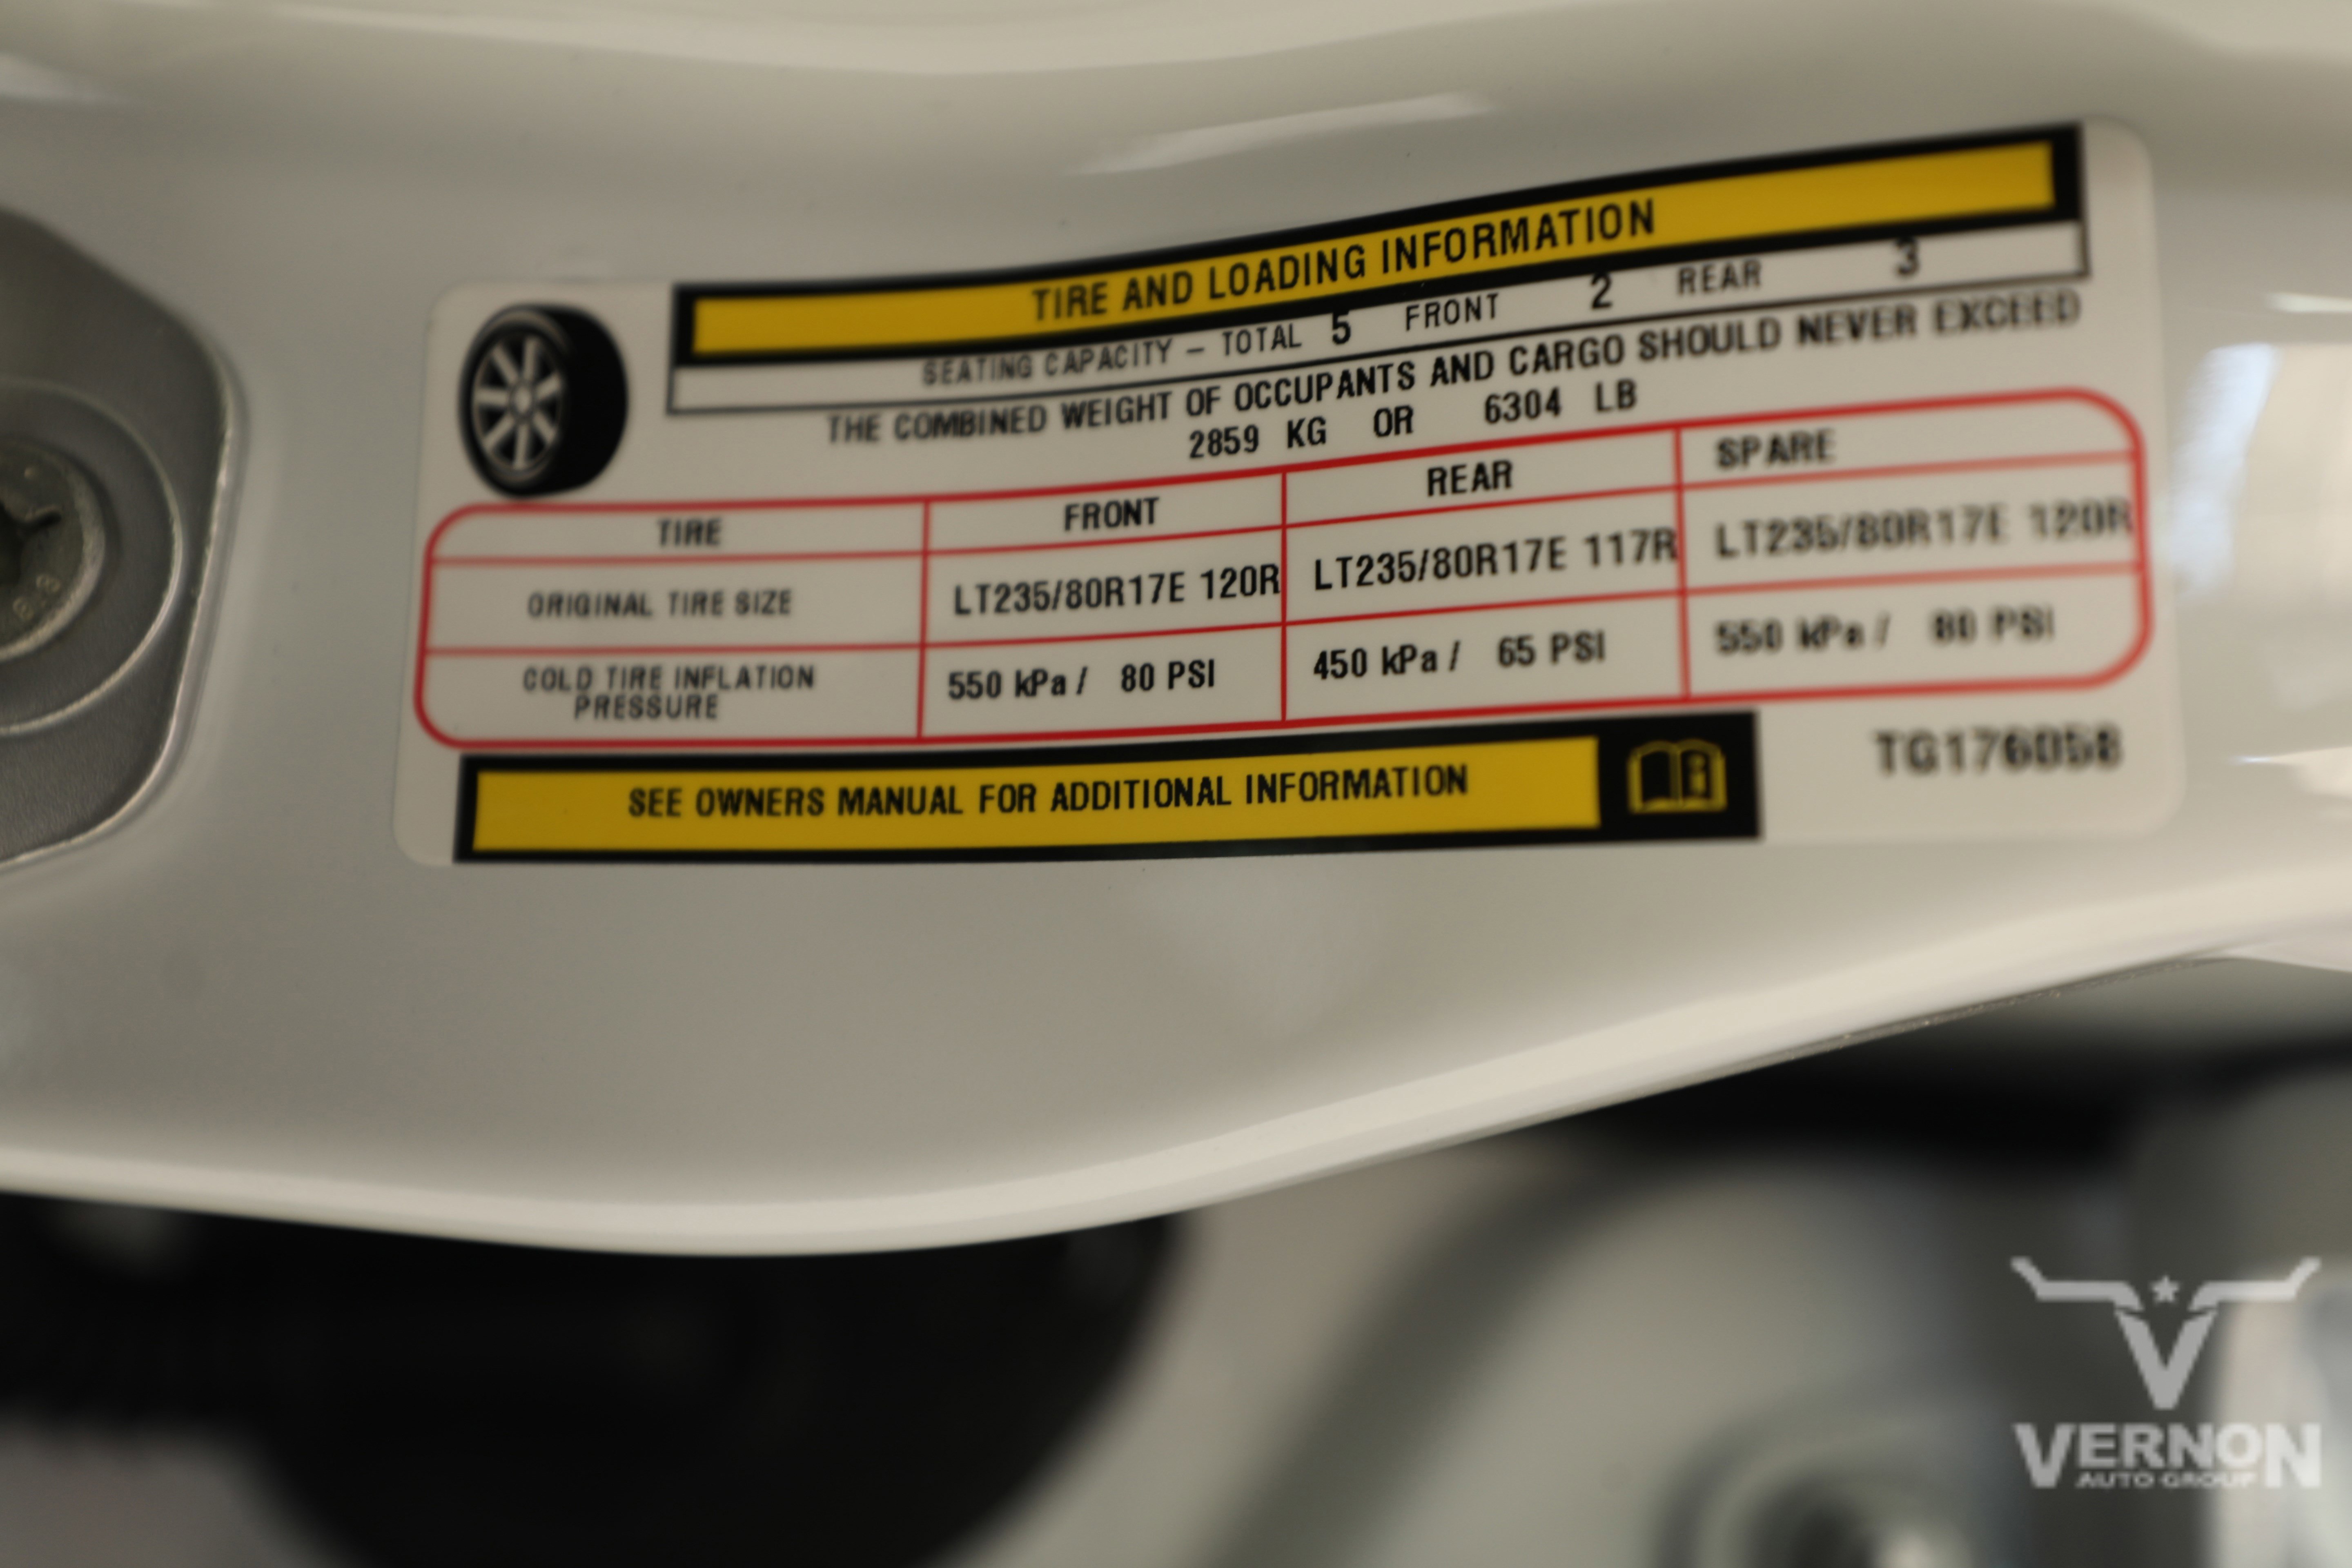 TIRE AND LOADING INFORMATION
SEATING CAPACITY – TOTAL 5 FRONT 2 REAR 3
THE COMBINED WEIGHT OF OCCUPANTS AND CARGO SHOULD NEVER EXCEED
2859 KG OR 6304 LB
TIRE FRONT REAR SPARE
ORIGINAL TIRE SIZE LT235/80R17E 120R LT235/80R17E 117R LT235/80R17E 120R
COLD TIRE INFLATION
PRESSURE 550 kPa / 80 PSI 450 kPa / 65 PSI 550 kPa / 80 PSI
SEE OWNERS MANUAL FOR ADDITIONAL INFORMATION
TG176058
VERNON
AUTO GROUP